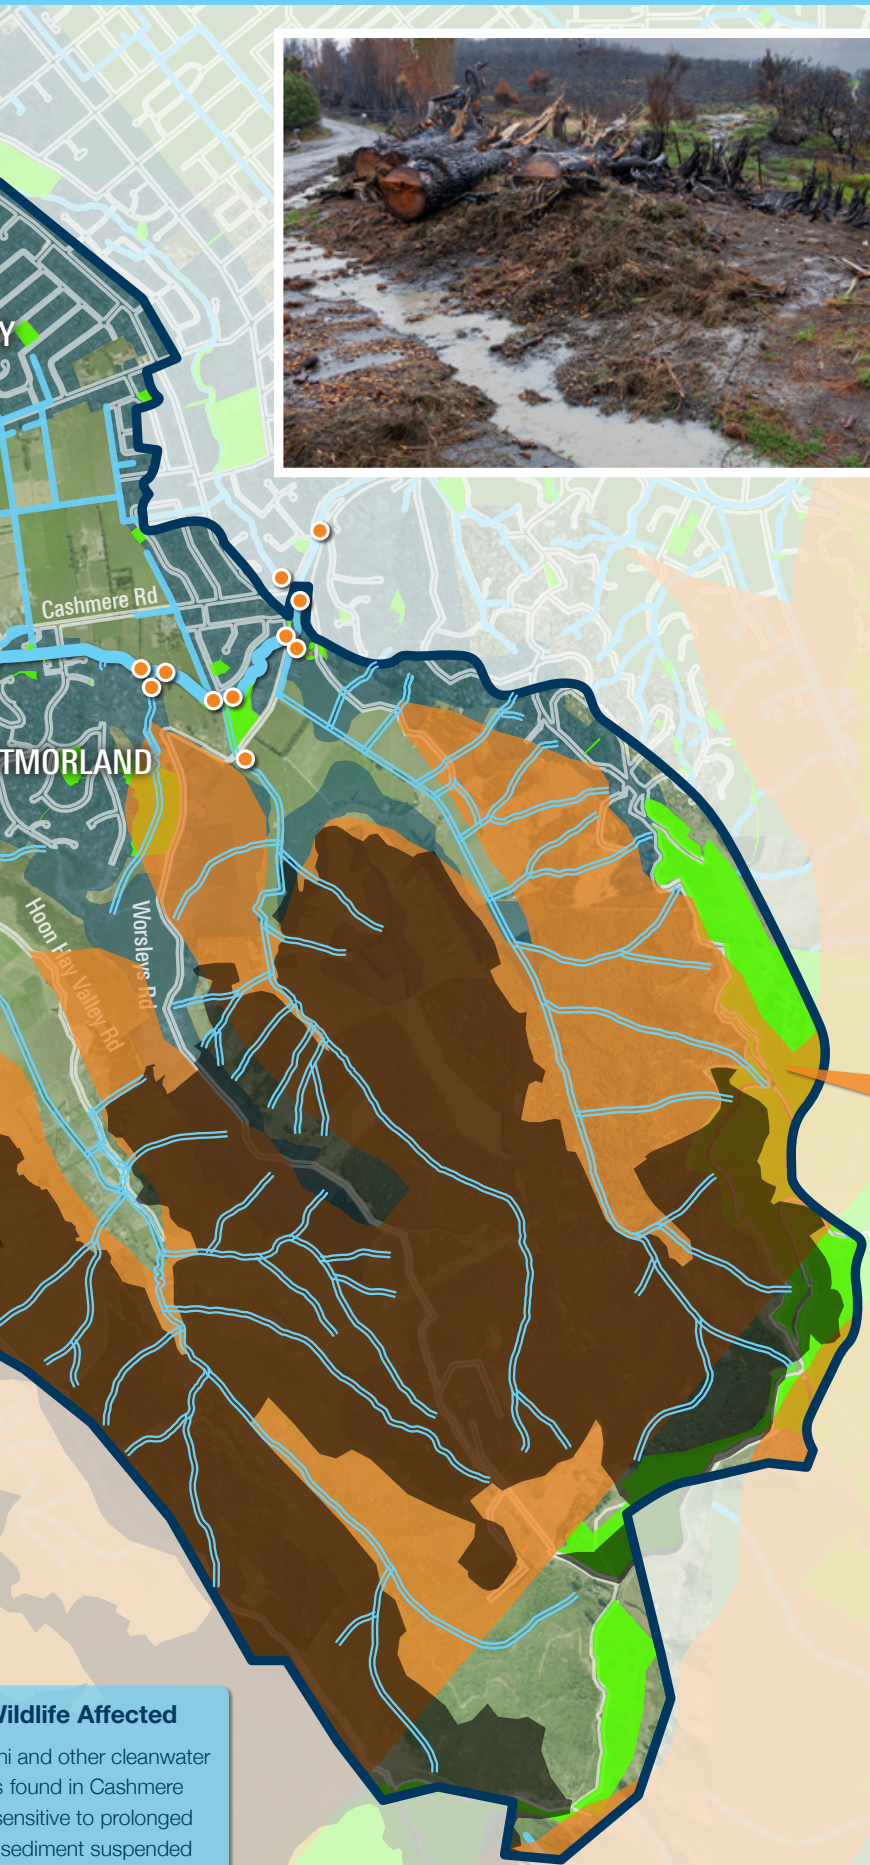 Y
Cashmere Rd
TMORLAND
Hoon Hay Valley Rd
Worsleys Rd
Wildlife Affected
ni and other cleanwater
s found in Cashmere
sensitive to prolonged
sediment suspended